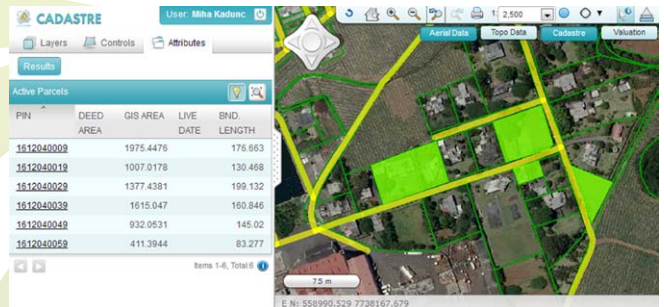 CADASTRE
User: Miha Kadunc
Layers Controls Attributes
Results
Active Parcels
PIN DEED AREA GIS AREA LIVE DATE BND. LENGTH
1612040009 1975.4476 176.663
1612040019 1007.0178 130.468
1612040029 1377.4381 199.132
1612040039 1615.047 160.846
1612040049 932.0531 145.02
1612040059 411.3944 83.277
Items 1-6, Total:6
1: 2,500
Aerial Data Topo Data Cadastre Valuation
75 m
E N: 558990.529 7738167.679